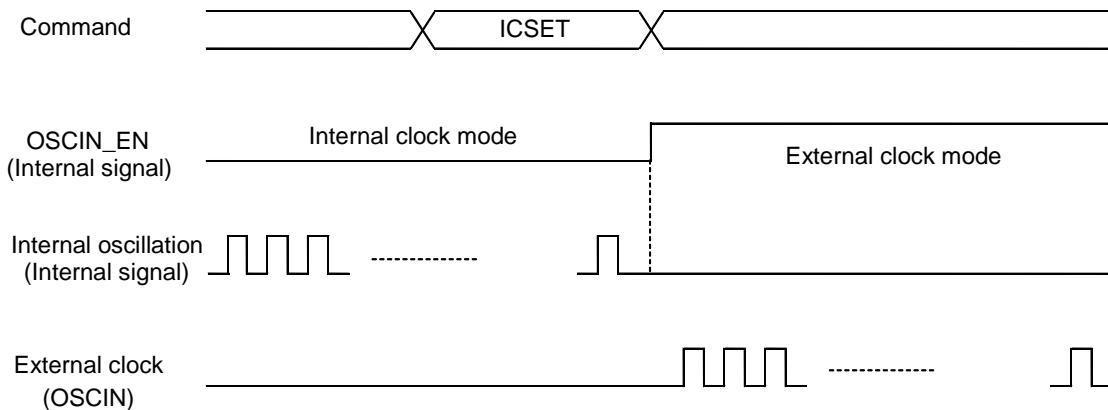 Command
ICSET
OSCIN_EN
(Internal signal)
Internal clock mode
External clock mode
Internal oscillation
(Internal signal)
External clock
(OSCIN)